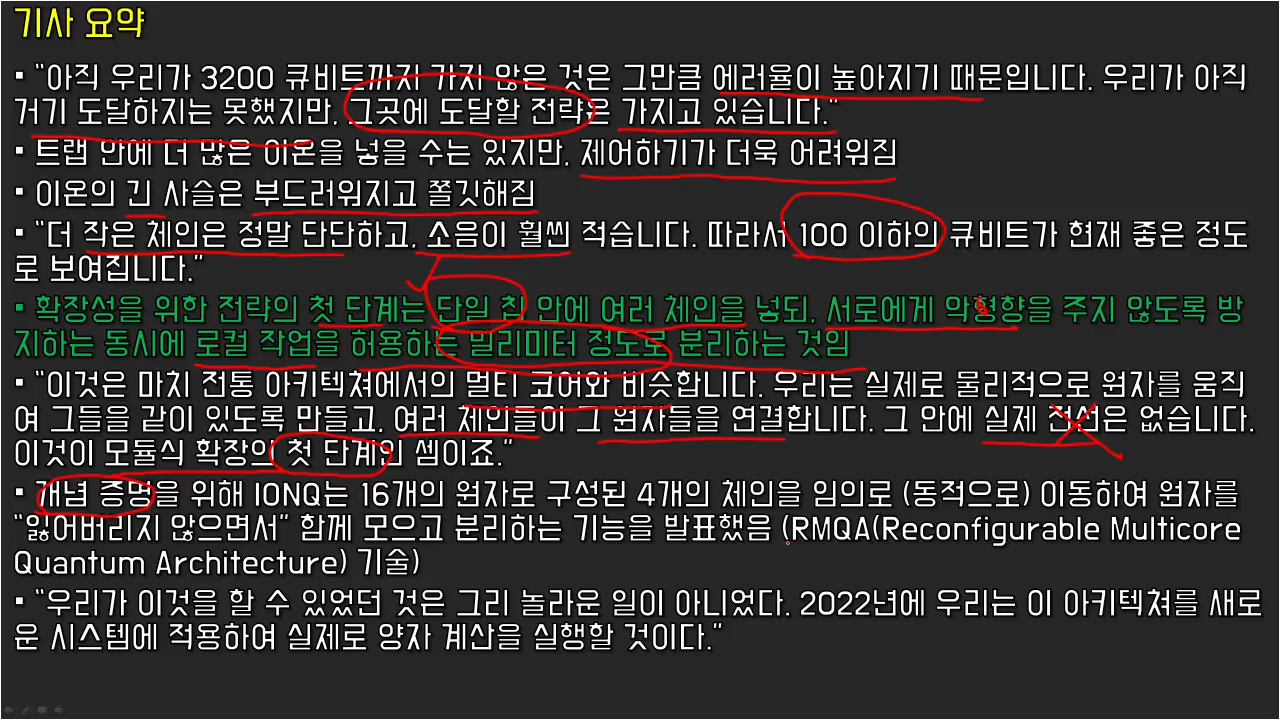 기사 요약
▪ "아직 우리가 3200 큐비트까지 가지 않은 것은 그만큼 에러율이 높아지기 때문입니다. 우리가 아직
거기 도달하지는 못했지만, 그곳에 도달할 전략은 가지고 있습니다."
▪ 트랩 안에 더 많은 이온을 넣을 수는 있지만, 제어하기가 더욱 어려워짐
▪ 이온의 긴 사슬은 부드러워지고 쫄깃해짐
▪ "더 작은 체인은 정말 단단하고, 소음이 훨씬 적습니다. 따라서 100 이하의 큐비트가 현재 좋은 정도
로 보여집니다."
▪ 확장성을 위한 전략의 첫 단계는 단일 칩 안에 여러 체인을 넣되, 서로에게 악형향을 주지 않도록 방
지하는 동시에 로컬 작업을 허용하는 밀리미터 정도로 분리하는 것임
▪ "이것은 마치 전통 아키텍쳐에서의 멀티 코어와 비슷합니다. 우리는 실제로 물리적으로 원자를 움직
여 그들을 같이 있도록 만들고, 여러 체인들이 그 원자들을 연결합니다. 그 안에 실제 전선은 없습니다.
이것이 모듈식 확장의 첫 단계인 셈이죠."
▪ 개념 증명을 위해 IONQ는 16개의 원자로 구성된 4개의 체인을 임의로 (동적으로) 이동하여 원자를
"잃어버리지 않으면서" 함께 모으고 분리하는 기능을 발표했음 (RMQA(Reconfigurable Multicore
Quantum Architecture) 기술)
▪ "우리가 이것을 할 수 있었던 것은 그리 놀라운 일이 아니었다. 2022년에 우리는 이 아키텍쳐를 새로
운 시스템에 적용하여 실제로 양자 계산을 실행할 것이다."